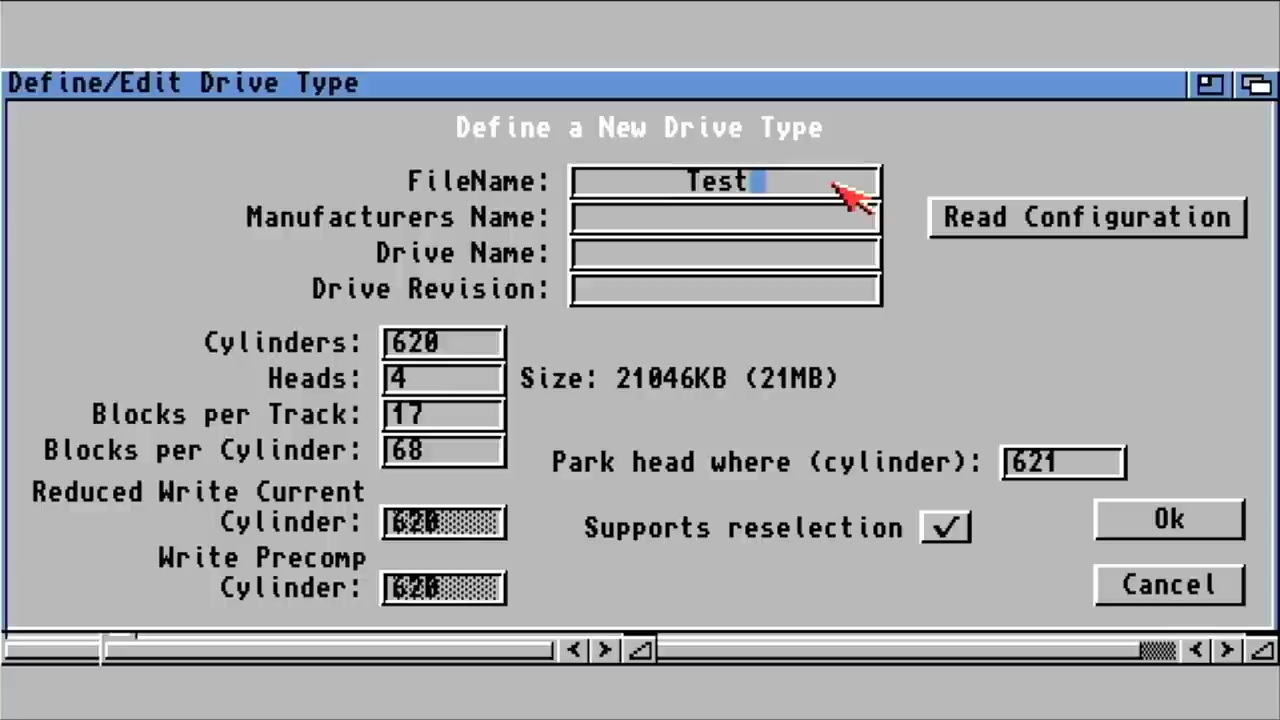 Define/Edit Drive Type
Define a New Drive Type
FileName: Test
Manufacturers Name:
Read Configuration
Drive Name:
Drive Revision:
Cylinders: 620
Heads: 4 Size: 21046KB (21MB)
Blocks per Track: 17
Blocks per Cylinder: 68
Park head where (cylinder): 621
Reduced Write Current
Cylinder: 620
Supports reselection
Ok
Write Precomp
Cylinder: 620
Cancel